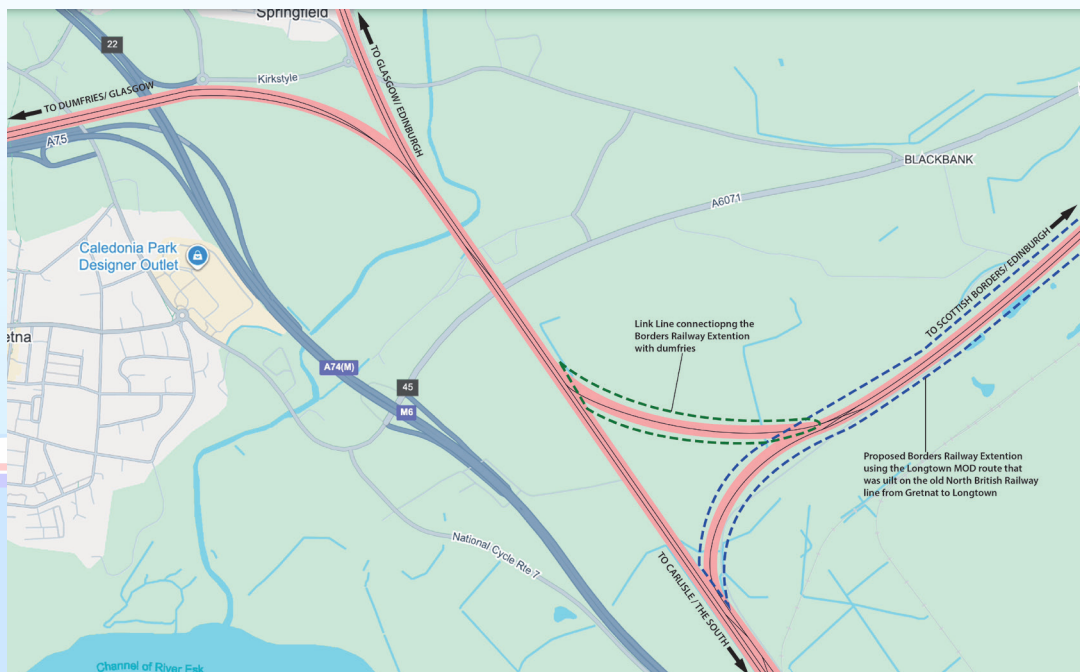 Springfield
22
Kirkstyle
TO DUMFRIES/ GLASGOW
A75
TO GLASGOW/ EDINBURGH
BLACKBANK
A6071
Caledonia Park
Designer Outlet
TO SCOTTISH BORDERS/ EDINBURGH
Link Line connectiopng the
Borders Railway Extention
with dumfries
etna
A74(M)
45
M6
Proposed Borders Railway Extention
using the Longtown MOD route that
was uilt on the old North British Railway
line from Gretnat to Longtown
National Cycle Rte 7
TO CARLISLE / THE SOUTH
Channel of River Esk